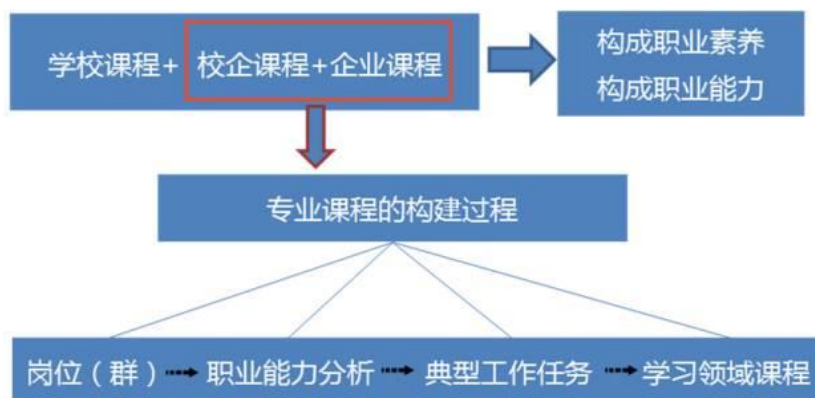 学校课程+ 校企课程+企业课程
构成职业素养
构成职业能力
专业课程的构建过程
岗位（群） 职业能力分析 典型工作任务 学习领域课程